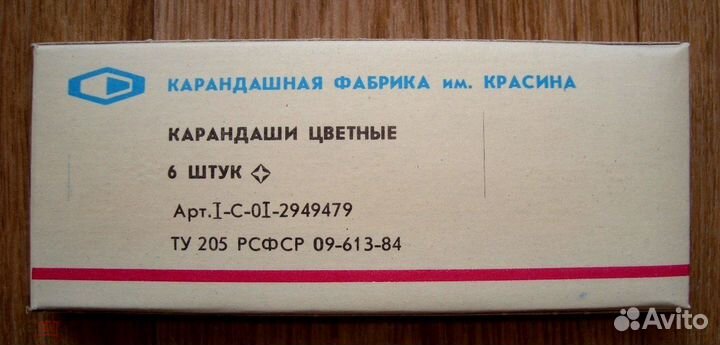 КАРАНДАШНАЯ ФАБРИКА им. КРАСИНА
КАРАНДАШИ ЦВЕТНЫЕ
6 ШТУК
Арт. I-С-0I-2949479
ТУ 205 РСФСР 09-613-84
Avito